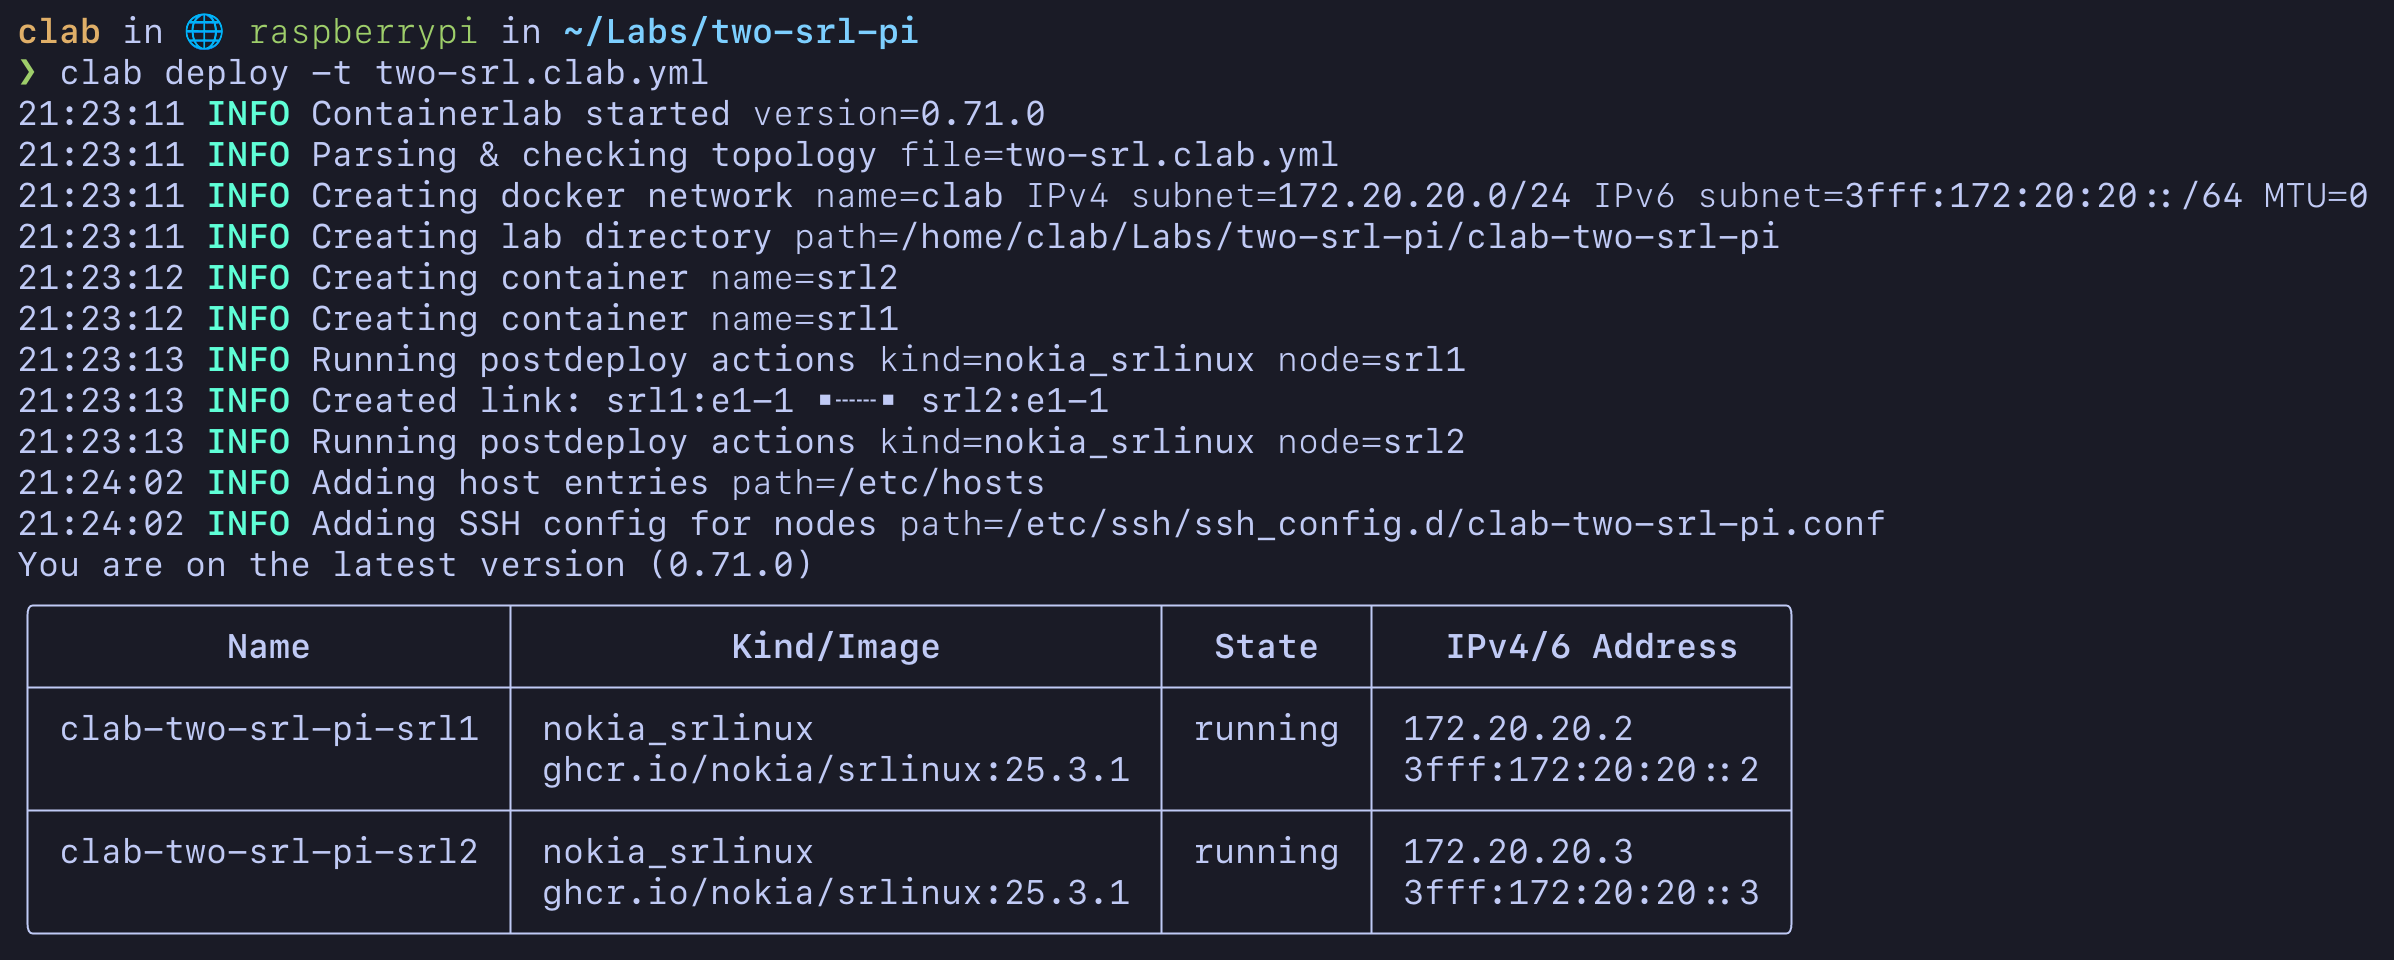 clab in 🌐 raspberrypi in ~/Labs/two-srl-pi
❯ clab deploy -t two-srl.clab.yml
21:23:11 INFO Containerlab started version=0.71.0
21:23:11 INFO Parsing & checking topology file=two-srl.clab.yml
21:23:11 INFO Creating docker network name=clab IPv4 subnet=172.20.20.0/24 IPv6 subnet=3fff:172:20:20::/64 MTU=0
21:23:11 INFO Creating lab directory path=/home/clab/Labs/two-srl-pi/clab-two-srl-pi
21:23:12 INFO Creating container name=srl2
21:23:12 INFO Creating container name=srl1
21:23:13 INFO Running postdeploy actions kind=nokia_srlinux node=srl1
21:23:13 INFO Created link: srl1:e1-1 ▪┄┄▪ srl2:e1-1
21:23:13 INFO Running postdeploy actions kind=nokia_srlinux node=srl2
21:24:02 INFO Adding host entries path=/etc/hosts
21:24:02 INFO Adding SSH config for nodes path=/etc/ssh/ssh_config.d/clab-two-srl-pi.conf
You are on the latest version (0.71.0)
Name Kind/Image State IPv4/6 Address
clab-two-srl-pi-srl1 nokia_srlinux running 172.20.20.2
ghcr.io/nokia/srlinux:25.3.1 3fff:172:20:20::2
clab-two-srl-pi-srl2 nokia_srlinux running 172.20.20.3
ghcr.io/nokia/srlinux:25.3.1 3fff:172:20:20::3